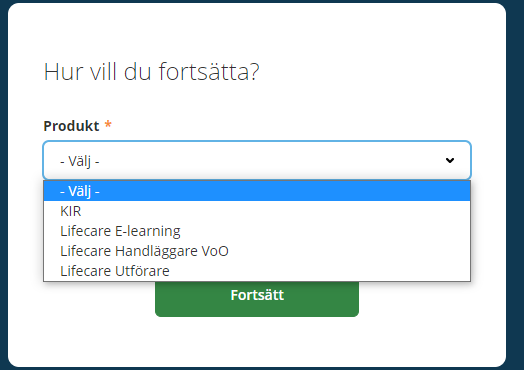 Hur vill du fortsätta?
Produkt *
- Välj -
- Välj -
KIR
Lifecare E-learning
Lifecare Handläggare VoO
Lifecare Utförare
Fortsätt